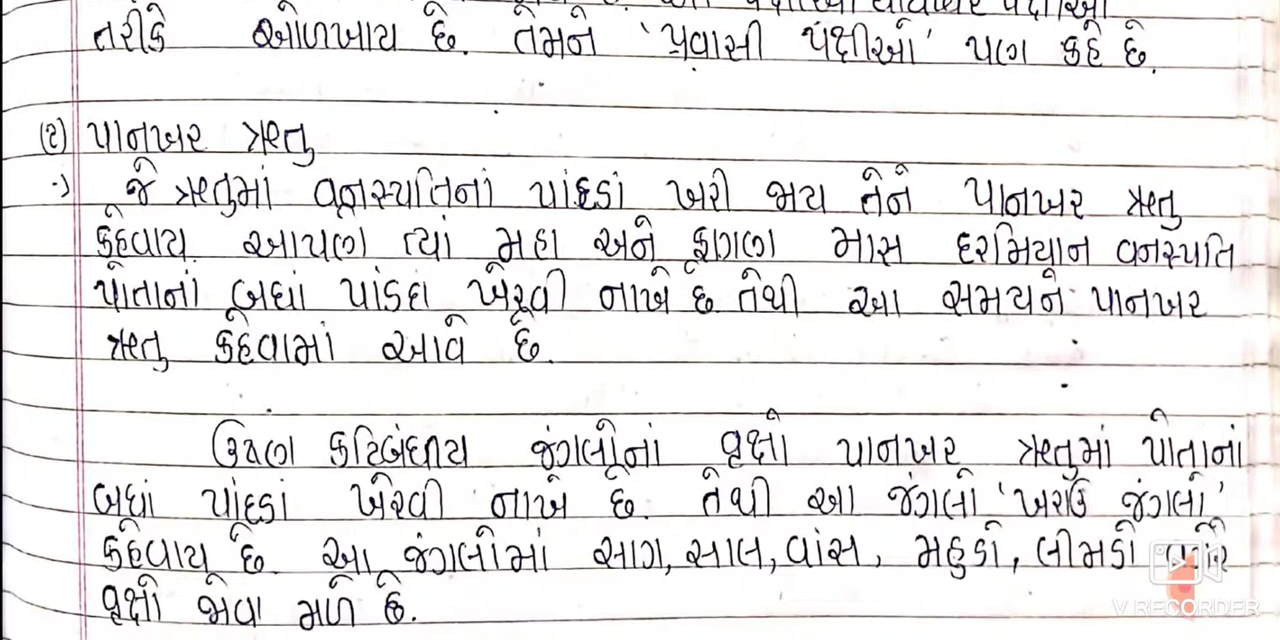 તરીકે ઓળખાય છે. તેમને 'પ્રવાસી પંક્ષીઓ' પણ કહે છે.
(૨) પાનખર ઋતુ
જે ઋતુમાં વનસ્પતિનાં પાંદડાં ખરી જાય તેને પાનખર ઋતુ
કહેવાય. આપણે ત્યાં મહા અને ફાગણ માસ દરમિયાન વનસ્પતિ
પોતાનાં બધાં પાંદડાં ખેરવી નાખે છે. તેથી આ સમયને પાનખર
ઋતુ કહેવામાં આવે છે.
ઉષ્ણ કટિબંધીય જંગલોનાં વૃક્ષો પાનખર ઋતુમાં પોતાનાં
બધાં પાંદડાં ખેરવી નાખે છે. તેથી આ જંગલો 'ખરાઉ જંગલો'
કહેવાય છે. આ જંગલોમાં સાગ, સાલ, વાંસ, મહુડો, લીમડો વગેરે
વૃક્ષો જોવા મળે છે.
V RECORDER